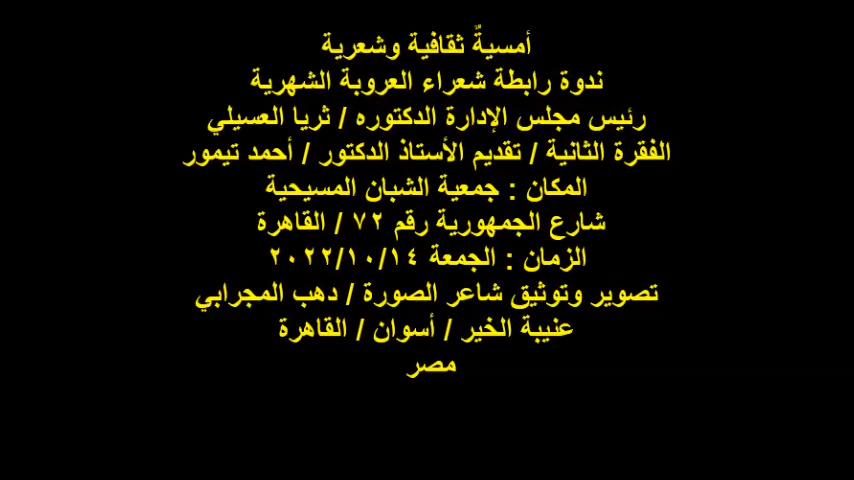 أمسيةٌ ثقافية وشعرية
ندوة رابطة شعراء العروبة الشهرية
رئيس مجلس الإدارة الدكتوره / ثريا العسيلي
الفقرة الثانية / تقديم الأستاذ الدكتور / أحمد تيمور
المكان : جمعية الشبان المسيحية
شارع الجمهورية رقم ٧٢ / القاهرة
الزمان : الجمعة ٢٠٢٢/١٠/١٤
تصوير وتوثيق شاعر الصورة / دهب المجرابي
عنيبة الخير / أسوان / القاهرة
مصر